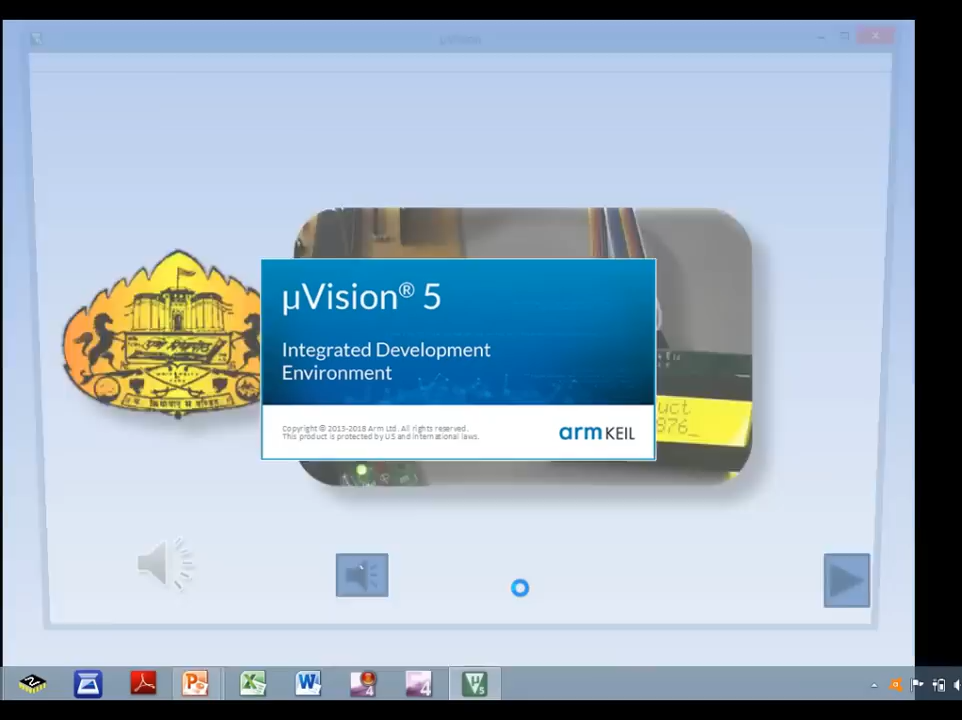 µVision® 5
Integrated Development
Environment
Copyright © 2013-2018 Arm Ltd. All rights reserved.
This product is protected by US and international laws.
arm KEIL
uct
876_